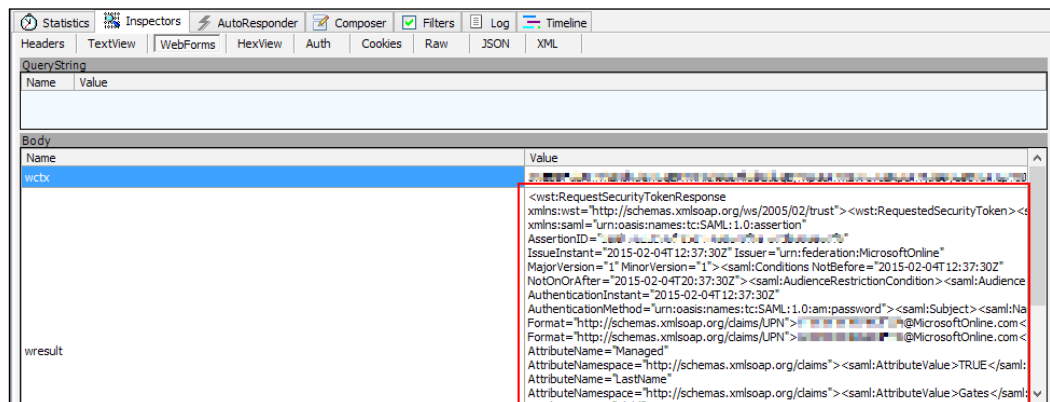 Statistics Inspectors AutoResponder Composer Filters Log Timeline
Headers TextView WebForms HexView Auth Cookies Raw JSON XML
QueryString
Name Value
Body
Name Value
wctx
<wst:RequestSecurityTokenResponse
xmlns:wst="http://schemas.xmlsoap.org/ws/2005/02/trust"><wst:RequestedSecurityToken><s
xmlns:saml="urn:oasis:names:tc:SAML:1.0:assertion"
AssertionID="
IssueInstant="2015-02-04T12:37:30Z" Issuer="urn:federation:MicrosoftOnline"
MajorVersion="1" MinorVersion="1"><saml:Conditions NotBefore="2015-02-04T12:37:30Z"
NotOnOrAfter="2015-02-04T20:37:30Z"><saml:AudienceRestrictionCondition><saml:Audience
AuthenticationInstant="2015-02-04T12:37:30Z"
AuthenticationMethod="urn:oasis:names:tc:SAML:1.0:am:password"><saml:Subject><saml:Na
Format="http://schemas.xmlsoap.org/claims/UPN"> @MicrosoftOnline.com<
Format="http://schemas.xmlsoap.org/claims/UPN"> @MicrosoftOnline.com<
wresult
AttributeName="Managed"
AttributeNamespace="http://schemas.xmlsoap.org/claims"><saml:AttributeValue>TRUE</saml:
AttributeName="LastName"
AttributeNamespace="http://schemas.xmlsoap.org/claims"><saml:AttributeValue>Gates</saml: